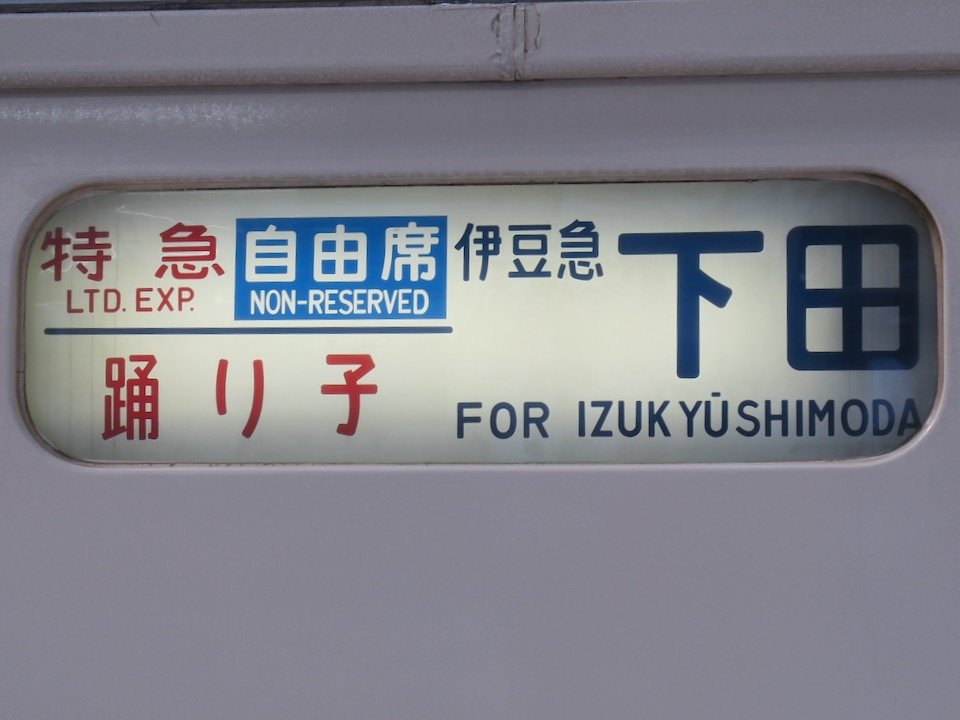 特急 自由席 伊豆急下田
LTD. EXP. NON-RESERVED
踊り子 FOR IZUKYŪSHIMODA